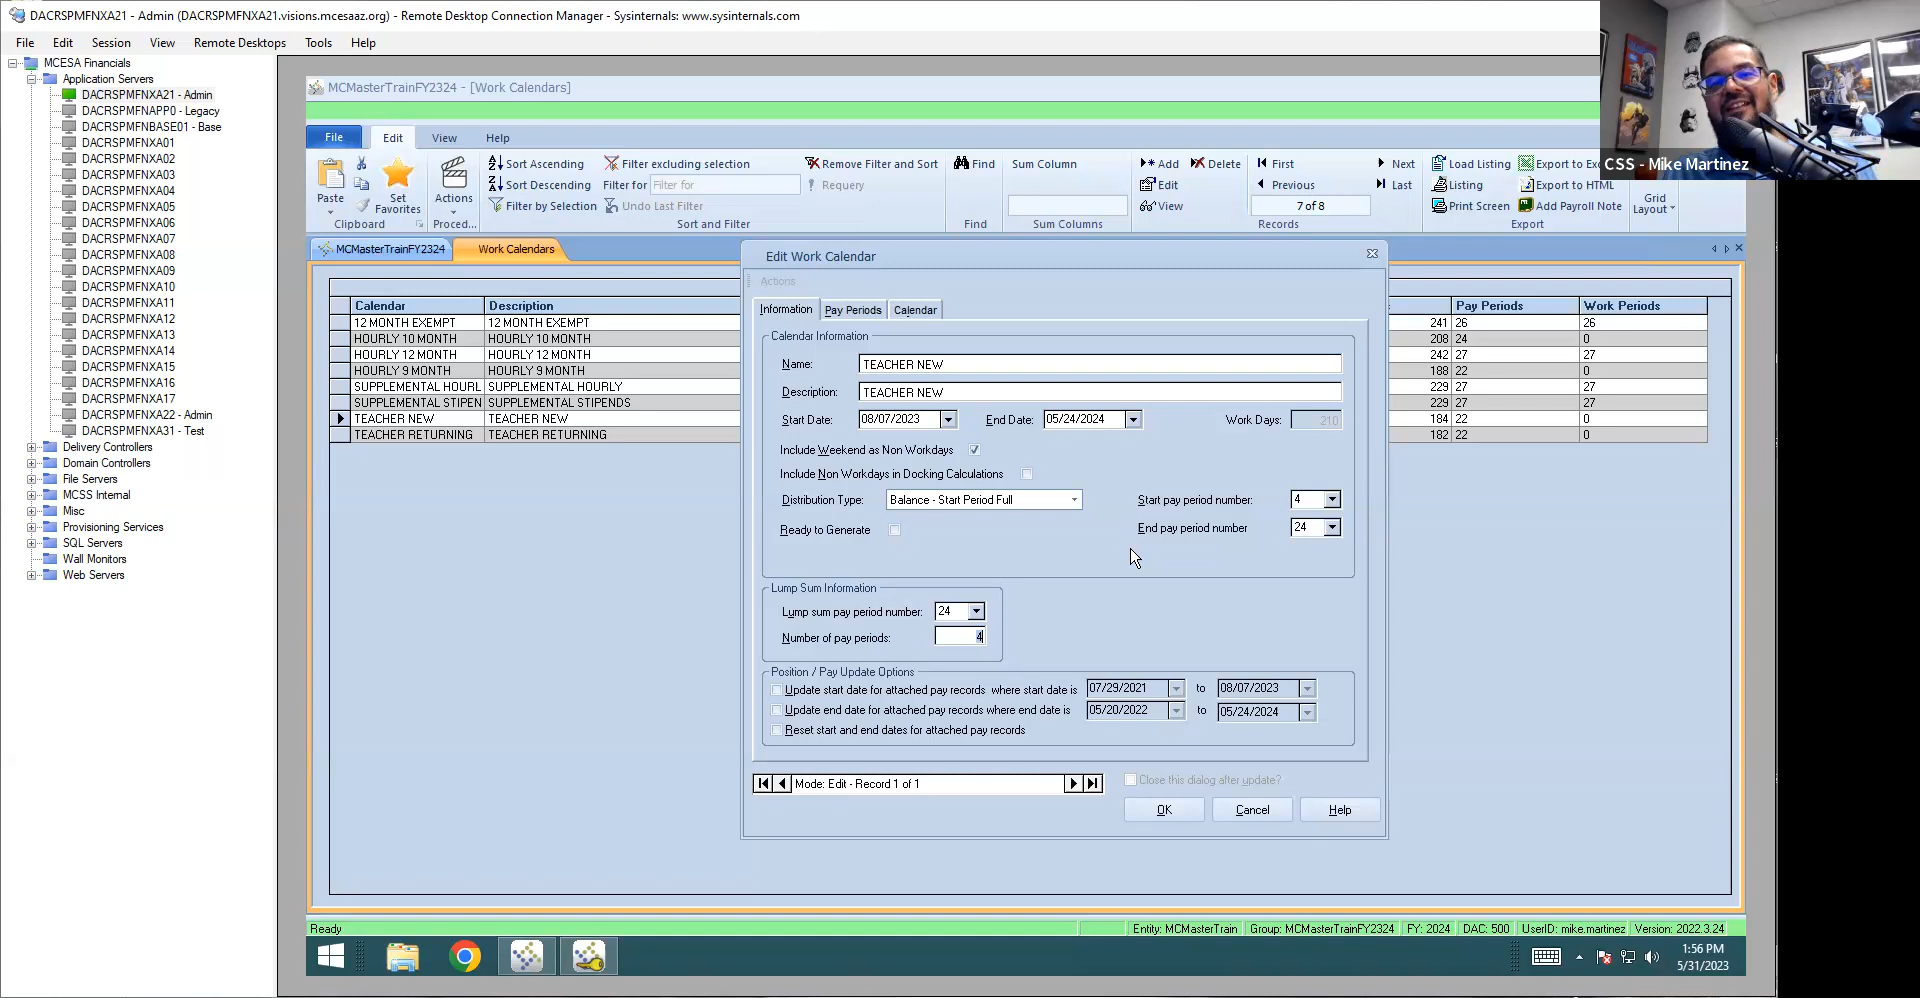 DACRSPMFNXA21 - Admin (DACRSPMFNXA21.visions.mcesaaz.org) - Remote Desktop Connection Manager - Sysinternals: www.sysinternals.com
File Edit Session View Remote Desktops Tools Help
MCESA Financials
Application Servers
DACRSPMFNXA21 - Admin
DACRSPMFNAPP0 - Legacy
DACRSPMFNBASE01 - Base
DACRSPMFNXA01
DACRSPMFNXA02
DACRSPMFNXA03
DACRSPMFNXA04
DACRSPMFNXA05
DACRSPMFNXA06
DACRSPMFNXA07
DACRSPMFNXA08
DACRSPMFNXA09
DACRSPMFNXA10
DACRSPMFNXA11
DACRSPMFNXA12
DACRSPMFNXA13
DACRSPMFNXA14
DACRSPMFNXA15
DACRSPMFNXA16
DACRSPMFNXA17
DACRSPMFNXA22 - Admin
DACRSPMFNXA31 - Test
Delivery Controllers
Domain Controllers
File Servers
MCSS Internal
Misc
Provisioning Services
SQL Servers
Wall Monitors
Web Servers
MCMasterTrainFY2324 - [Work Calendars]
File Edit View Help
Paste
Set Favorites
Clipboard
Actions
Proced...
Sort Ascending
Sort Descending
Filter by Selection
Filter excluding selection
Filter for Filter for
Undo Last Filter
Remove Filter and Sort
Requery
Sort and Filter
Find
Find
Sum Column
Sum Columns
Add
Edit
View
Delete
First
Previous
Next
Last
7 of 8
Records
Load Listing
Listing
Print Screen
Export to Ex
Export to HTML
Add Payroll Note
Export
Grid Layout
CSS - Mike Martinez
MCMasterTrainFY2324 Work Calendars
Calendar Description Pay Periods Work Periods
12 MONTH EXEMPT 12 MONTH EXEMPT 241 26 26
HOURLY 10 MONTH HOURLY 10 MONTH 208 24 0
HOURLY 12 MONTH HOURLY 12 MONTH 242 27 27
HOURLY 9 MONTH HOURLY 9 MONTH 188 22 0
SUPPLEMENTAL HOURL SUPPLEMENTAL HOURLY 229 27 27
SUPPLEMENTAL STIPEN SUPPLEMENTAL STIPENDS 229 27 27
TEACHER NEW TEACHER NEW 184 22 0
TEACHER RETURNING TEACHER RETURNING 182 22 0
Edit Work Calendar
Actions
Information Pay Periods Calendar
Calendar Information
Name: TEACHER NEW
Description: TEACHER NEW
Start Date: 08/07/2023 End Date: 05/24/2024 Work Days: 210
Include Weekend as Non Workdays
Include Non Workdays in Docking Calculations
Distribution Type: Balance - Start Period Full Start pay period number: 4
Ready to Generate End pay period number 24
Lump Sum Information
Lump sum pay period number: 24
Number of pay periods: 4
Position / Pay Update Options
Update start date for attached pay records where start date is 07/29/2021 to 08/07/2023
Update end date for attached pay records where end date is 05/20/2022 to 05/24/2024
Reset start and end dates for attached pay records
Mode: Edit - Record 1 of 1
Close this dialog after update?
OK Cancel Help
Ready Entity: MCMasterTrain Group: MCMasterTrainFY2324 FY: 2024 DAC: 500 UserID: mike.martinez Version: 2022.3.24
1:56 PM
5/31/2023